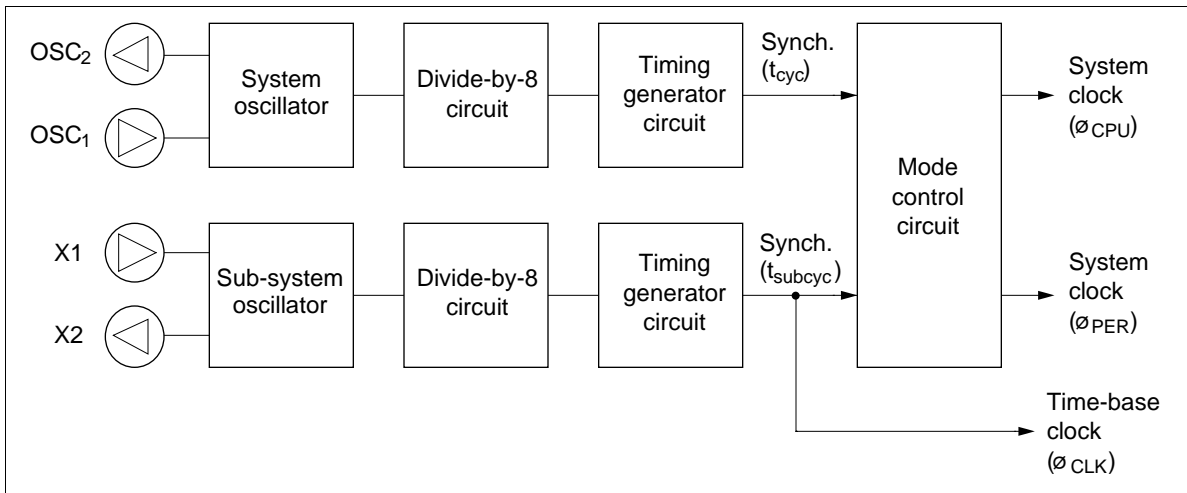 OSC2
OSC1
System
oscillator
Divide-by-8
circuit
Timing
generator
circuit
Synch.
(tcyc)
X1
X2
Sub-system
oscillator
Divide-by-8
circuit
Timing
generator
circuit
Synch.
(tsubcyc)
Mode
control
circuit
System
clock
(øCPU)
System
clock
(øPER)
Time-base
clock
(øCLK)